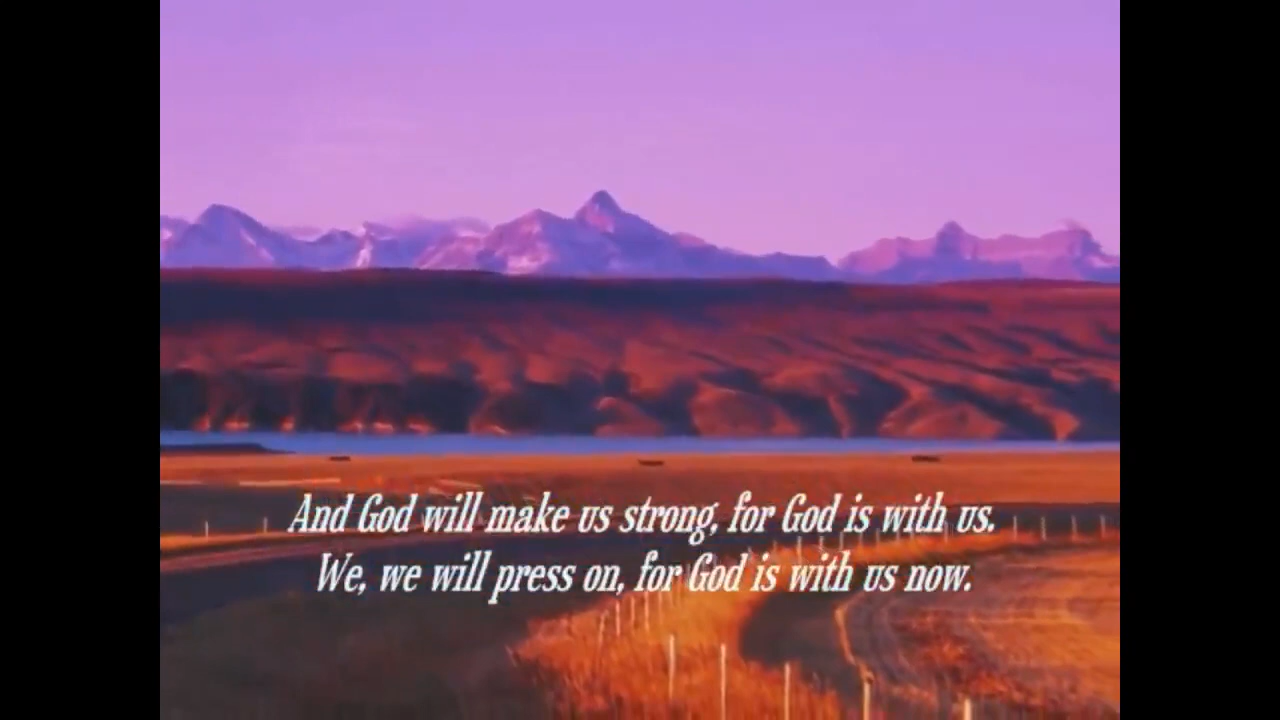 And God will make us strong, for God is with us.
We, we will press on, for God is with us now.